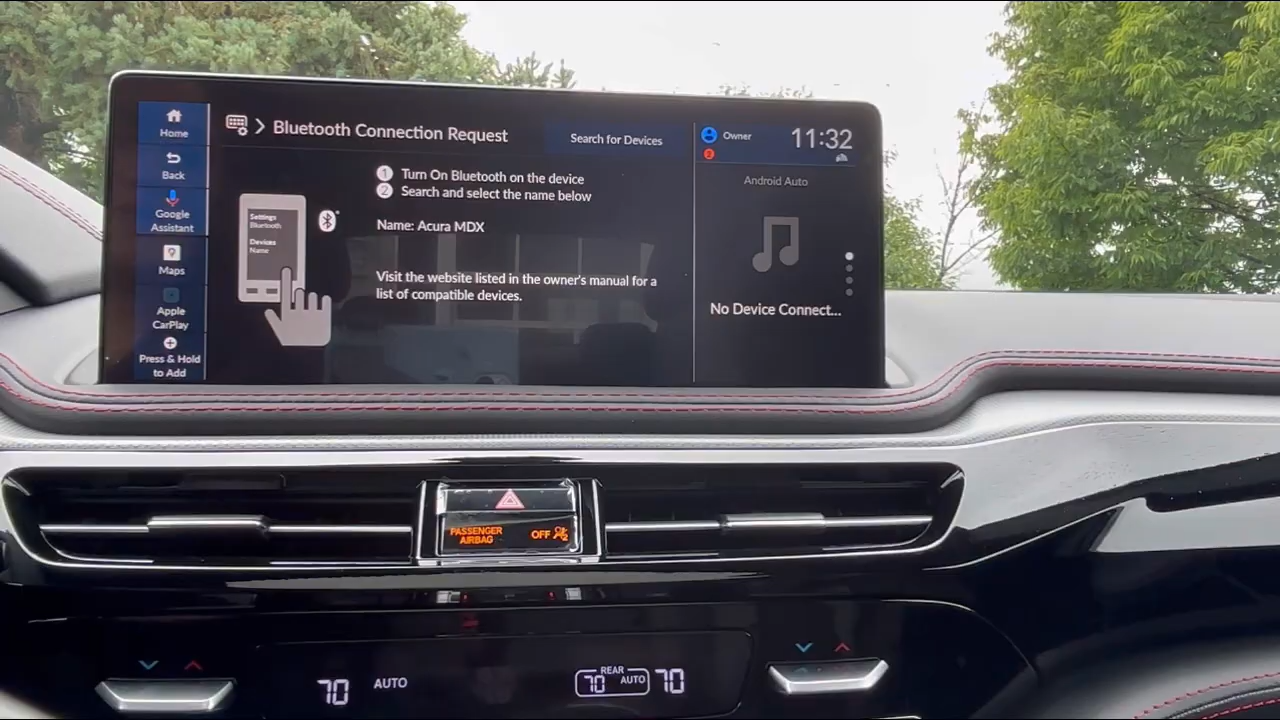 Home
Back
Google
Assistant
Maps
Apple
CarPlay
Press & Hold
to Add
Bluetooth Connection Request
Search for Devices
1 Turn On Bluetooth on the device
2 Search and select the name below
Settings
Bluetooth
Devices
Name
Name: Acura MDX
Visit the website listed in the owner's manual for a
list of compatible devices.
Owner
2
11:32
Android Auto
No Device Connect...
PASSENGER
AIRBAG
OFF
70 AUTO
REAR
70 AUTO
70